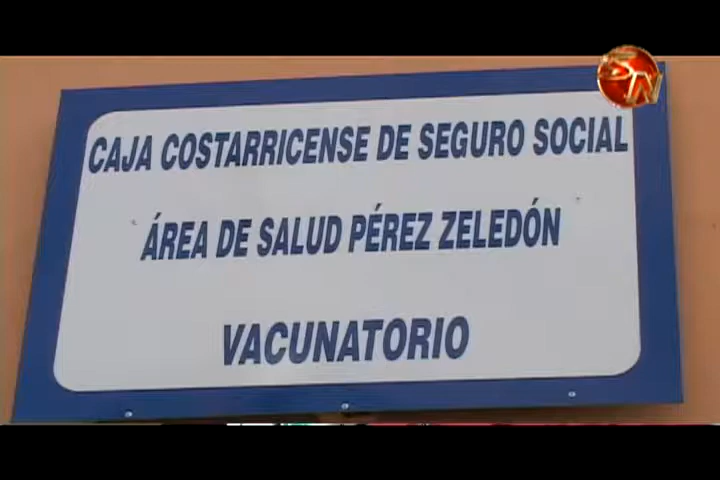 CAJA COSTARRICENSE DE SEGURO SOCIAL
ÁREA DE SALUD PÉREZ ZELEDÓN
VACUNATORIO